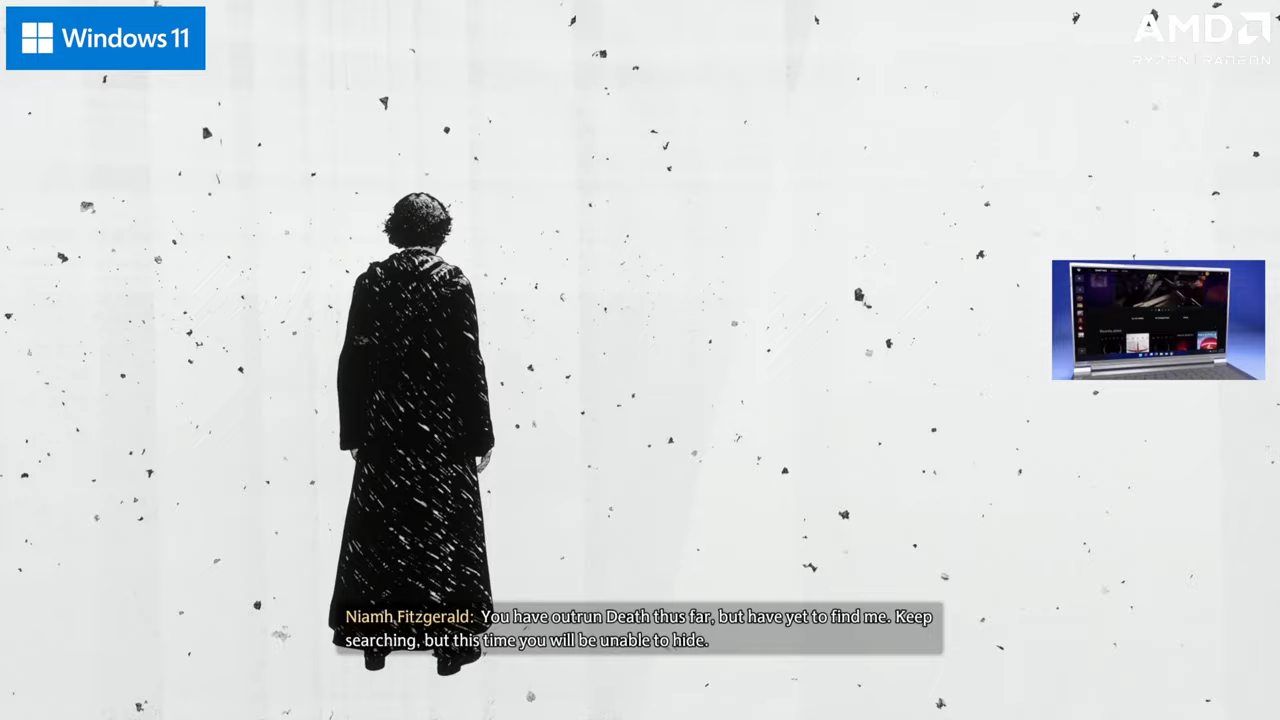 Windows 11
AMD
RYZEN | RADEON
Niamh Fitzgerald: You have outrun Death thus far, but have yet to find me. Keep
searching, but this time you will be unable to hide.